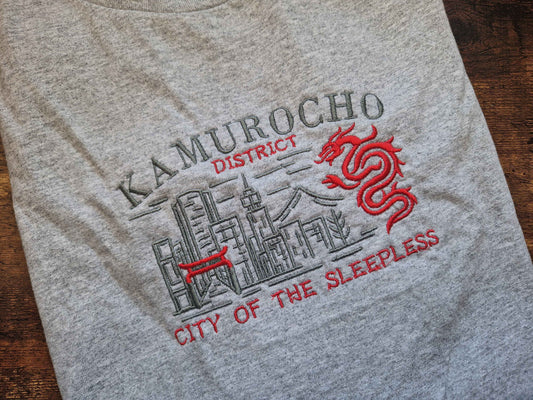 KAMUROCHO
DISTRICT
CITY OF THE SLEEPLESS